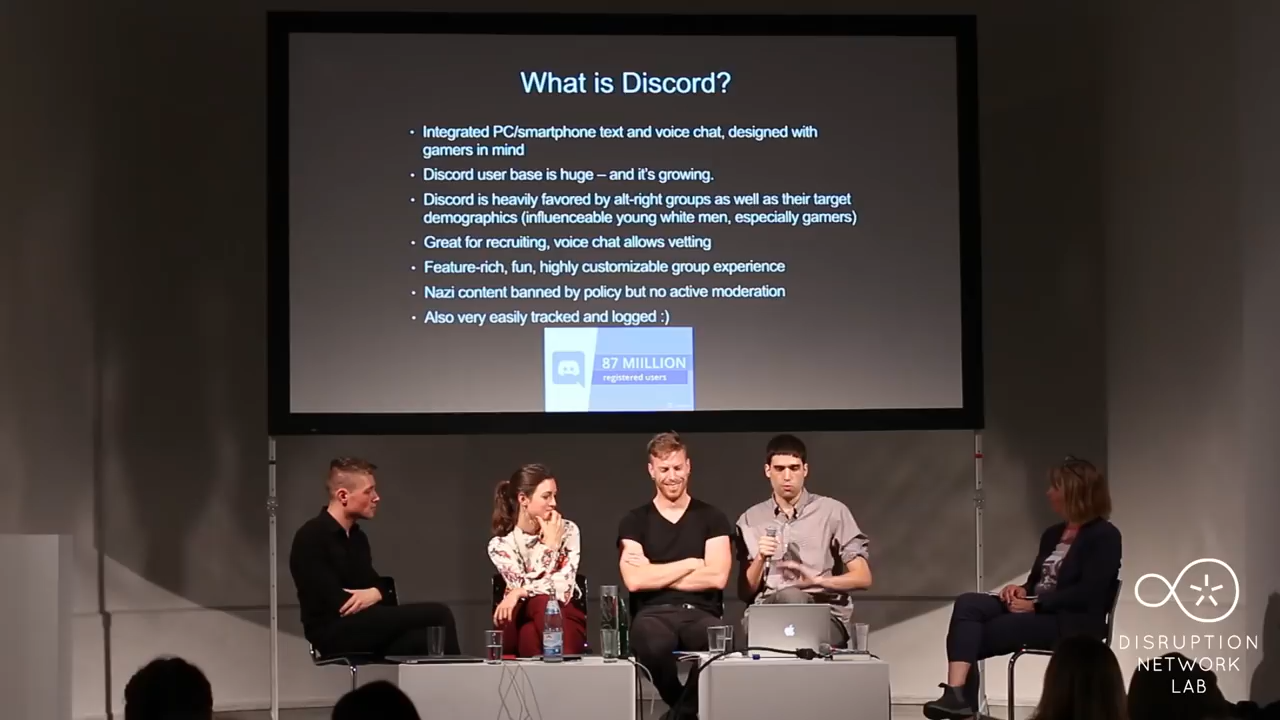 What is Discord?
• Integrated PC/smartphone text and voice chat, designed with
gamers in mind
• Discord user base is huge – and it's growing.
• Discord is heavily favored by alt-right groups as well as their target
demographics (influenceable young white men, especially gamers)
• Great for recruiting, voice chat allows vetting
• Feature-rich, fun, highly customizable group experience
• Nazi content banned by policy but no active moderation
• Also very easily tracked and logged :)
87 MIILLION
registered users
DISRUPTION
NETWORK
LAB